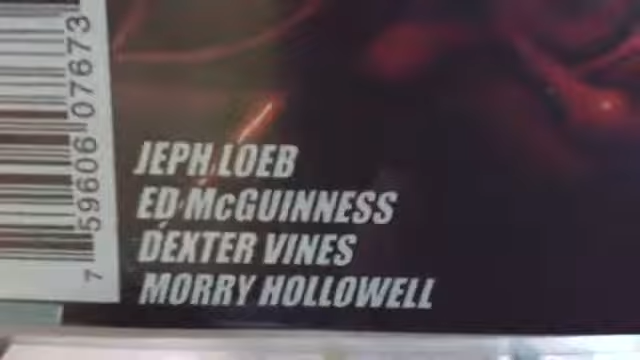 7 59606 07673
JEPH LOEB
ED McGUINNESS
DEXTER VINES
MORRY HOLLOWELL